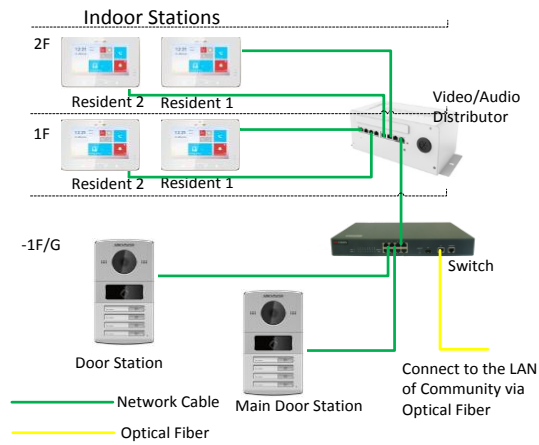 Indoor Stations
2F
Resident 2
Resident 1
Video/Audio
Distributor
1F
Resident 2
Resident 1
-1F/G
Switch
Door Station
Main Door Station
Connect to the LAN
of Community via
Optical Fiber
Network Cable
Optical Fiber